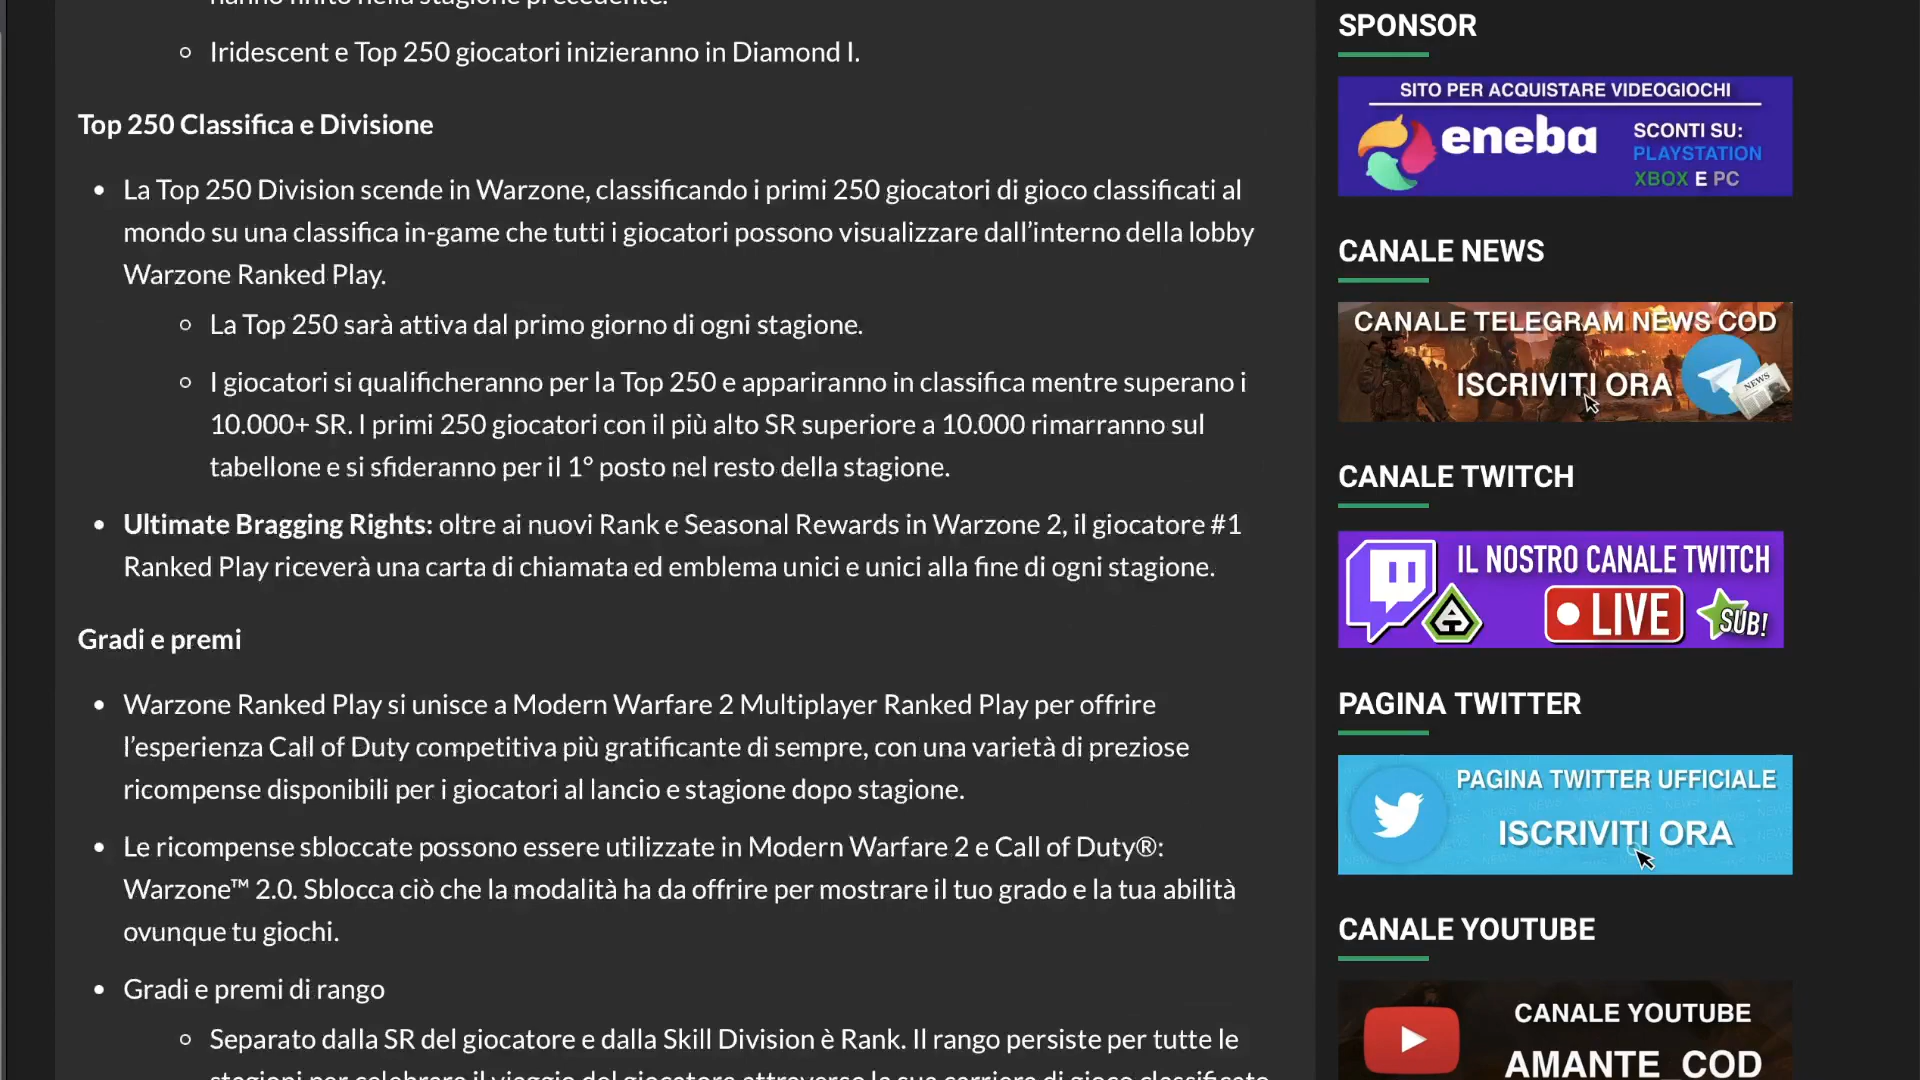 Iridescent e Top 250 giocatori inizieranno in Diamond I.
Top 250 Classifica e Divisione
La Top 250 Division scende in Warzone, classificando i primi 250 giocatori di gioco classificati al
mondo su una classifica in-game che tutti i giocatori possono visualizzare dall’interno della lobby
Warzone Ranked Play.
La Top 250 sarà attiva dal primo giorno di ogni stagione.
I giocatori si qualificheranno per la Top 250 e appariranno in classifica mentre superano i
10.000+ SR. I primi 250 giocatori con il più alto SR superiore a 10.000 rimarranno sul
tabellone e si sfideranno per il 1° posto nel resto della stagione.
Ultimate Bragging Rights: oltre ai nuovi Rank e Seasonal Rewards in Warzone 2, il giocatore #1
Ranked Play riceverà una carta di chiamata ed emblema unici e unici alla fine di ogni stagione.
Gradi e premi
Warzone Ranked Play si unisce a Modern Warfare 2 Multiplayer Ranked Play per offrire
l’esperienza Call of Duty competitiva più gratificante di sempre, con una varietà di preziose
ricompense disponibili per i giocatori al lancio e stagione dopo stagione.
Le ricompense sbloccate possono essere utilizzate in Modern Warfare 2 e Call of Duty®:
Warzone™ 2.0. Sblocca ciò che la modalità ha da offrire per mostrare il tuo grado e la tua abilità
ovunque tu giochi.
Gradi e premi di rango
Separato dalla SR del giocatore e dalla Skill Division è Rank. Il rango persiste per tutte le
SPONSOR
SITO PER ACQUISTARE VIDEOGIOCHI
eneba
SCONTI SU:
PLAYSTATION
XBOX E PC
CANALE NEWS
CANALE TELEGRAM NEWS COD
ISCRIVITI ORA
NEWS
CANALE TWITCH
IL NOSTRO CANALE TWITCH
LIVE
SUB!
PAGINA TWITTER
PAGINA TWITTER UFFICIALE
ISCRIVITI ORA
CANALE YOUTUBE
CANALE YOUTUBE
AMANTE_COD